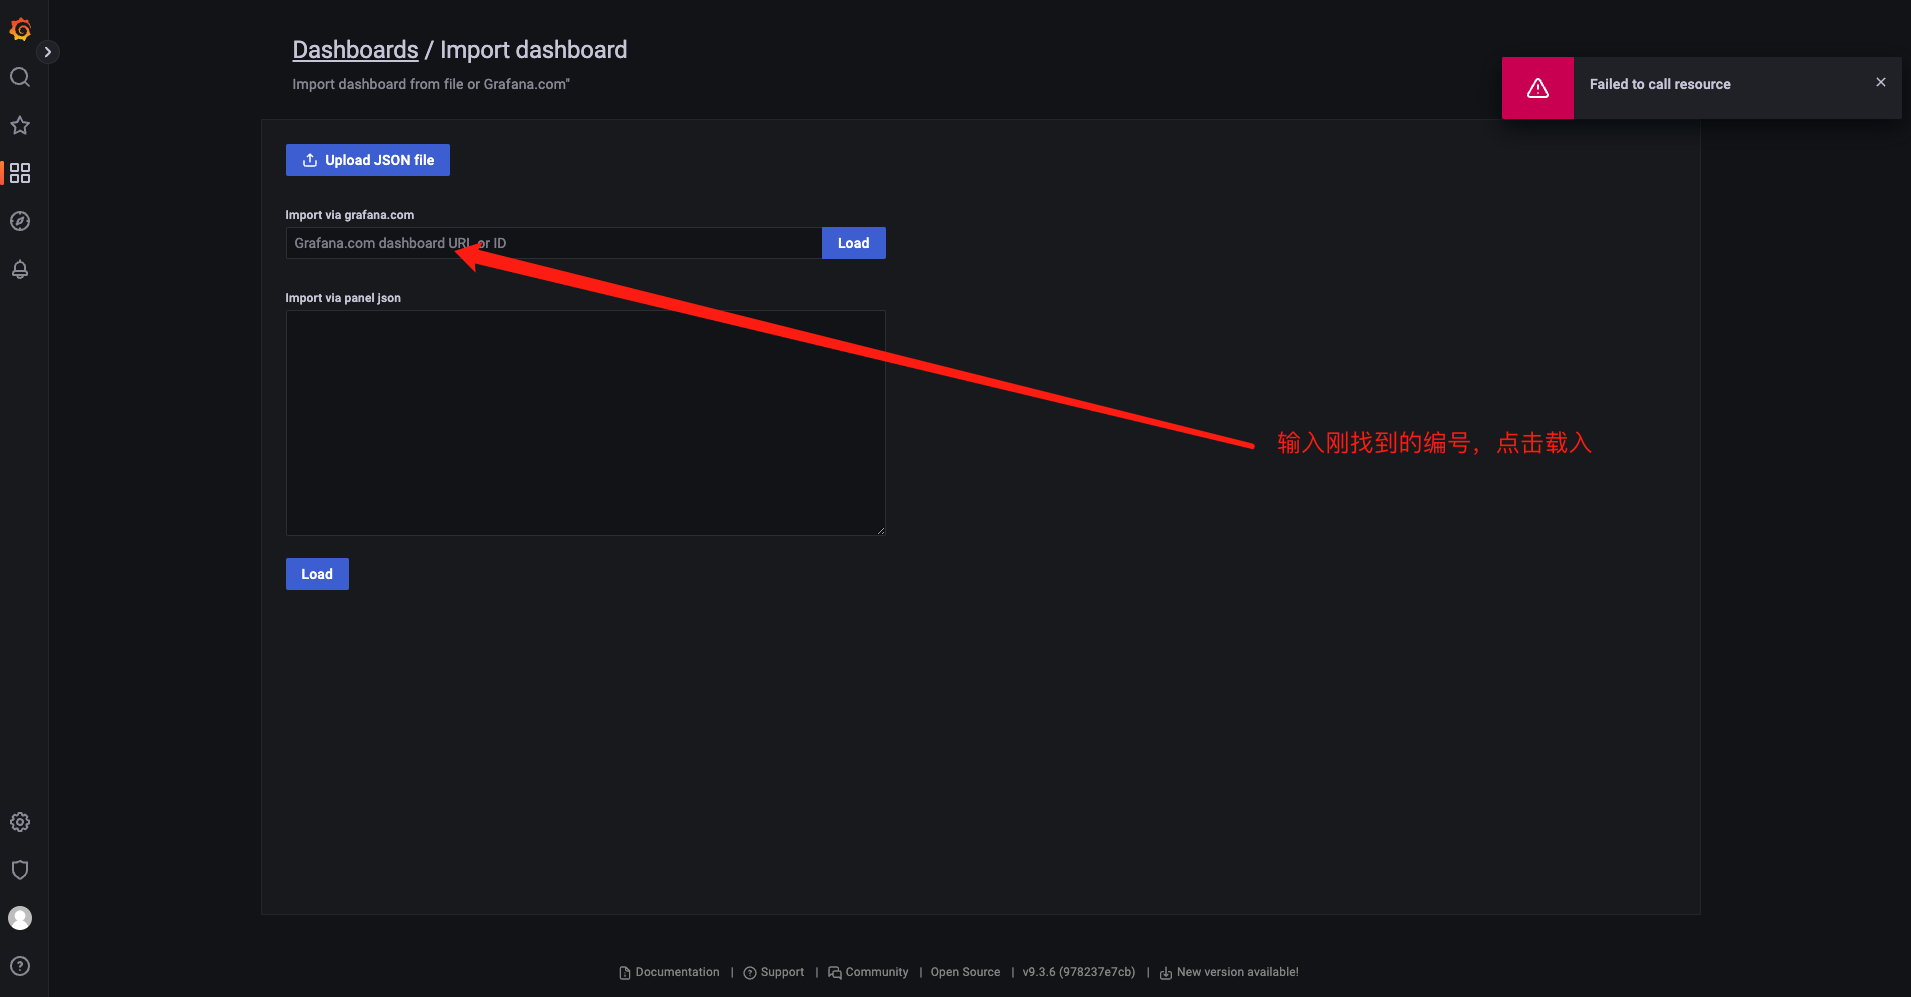 Dashboards / Import dashboard
Import dashboard from file or Grafana.com"
Failed to call resource
Upload JSON file
Import via grafana.com
Grafana.com dashboard URL or ID
Load
Import via panel json
输入刚找到的编号，点击载入
Load
Documentation | Support | Community | Open Source | v9.3.6 (978237e7cb) | New version available!